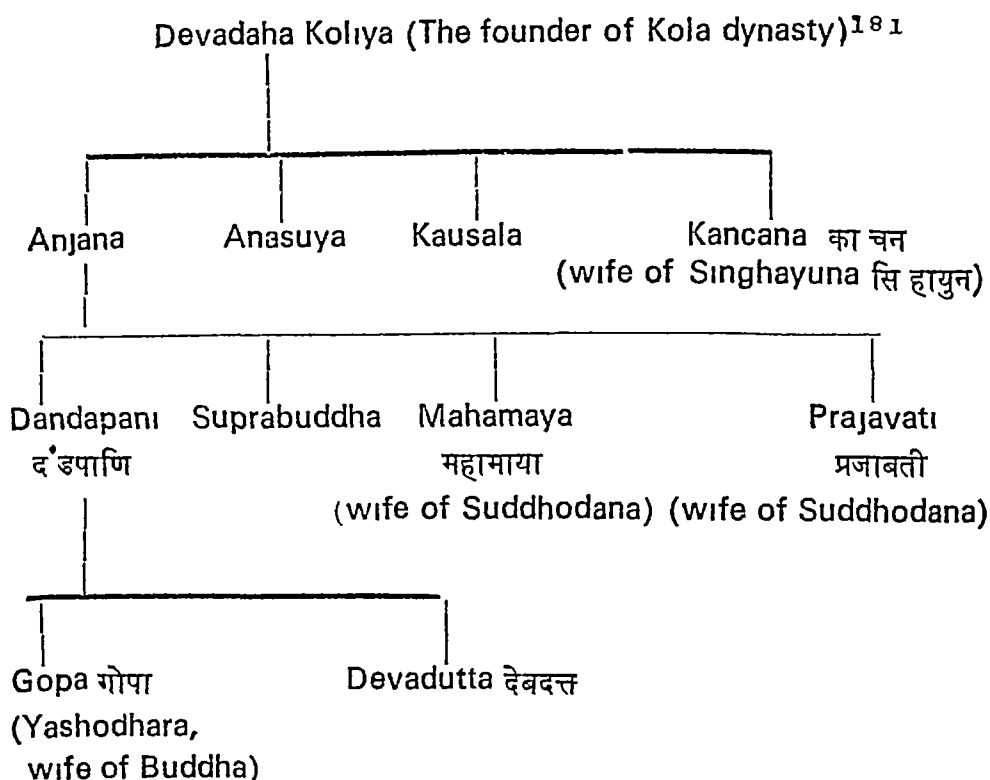 Devadaha Koliya (The founder of Kola dynasty)181
Anjana Anasuya Kausala Kancana का चन
(wife of Singhayuna सि हायुन)
Dandapani Suprabuddha Mahamaya Prajavati
द'डपाणि महामाया प्रजाबती
(wife of Suddhodana) (wife of Suddhodana)
Gopa गोपा Devadutta देबदत्त
(Yashodhara,
wife of Buddha)